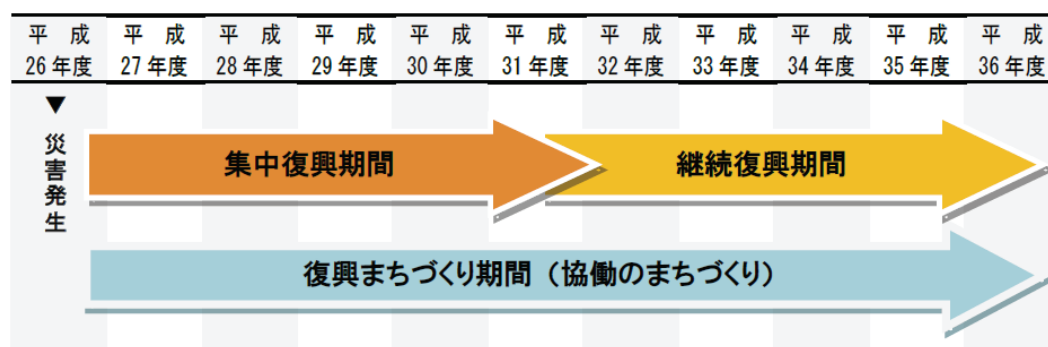 平成 平成 平成 平成 平成 平成 平成 平成 平成 平成 平成
26年度 27年度 28年度 29年度 30年度 31年度 32年度 33年度 34年度 35年度 36年度
▼
災害発生
集中復興期間 継続復興期間
復興まちづくり期間（協働のまちづくり）